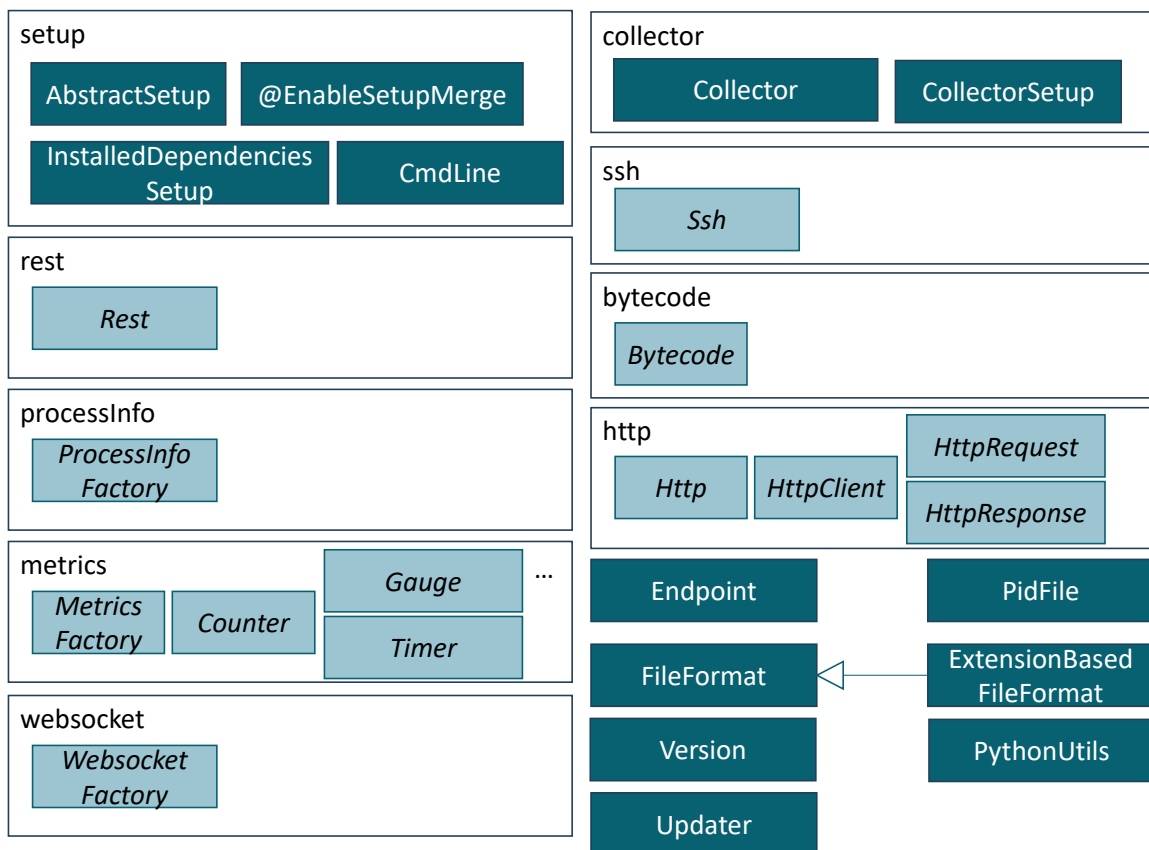 setup
AbstractSetup
@EnableSetupMerge
InstalledDependencies
Setup
CmdLine
rest
Rest
processInfo
ProcessInfo
Factory
metrics
Metrics
Factory
Counter
Gauge
Timer
...
websocket
Websocket
Factory
collector
Collector
CollectorSetup
ssh
Ssh
bytecode
Bytecode
http
Http
HttpClient
HttpRequest
HttpResponse
Endpoint
PidFile
FileFormat
ExtensionBased
FileFormat
Version
PythonUtils
Updater